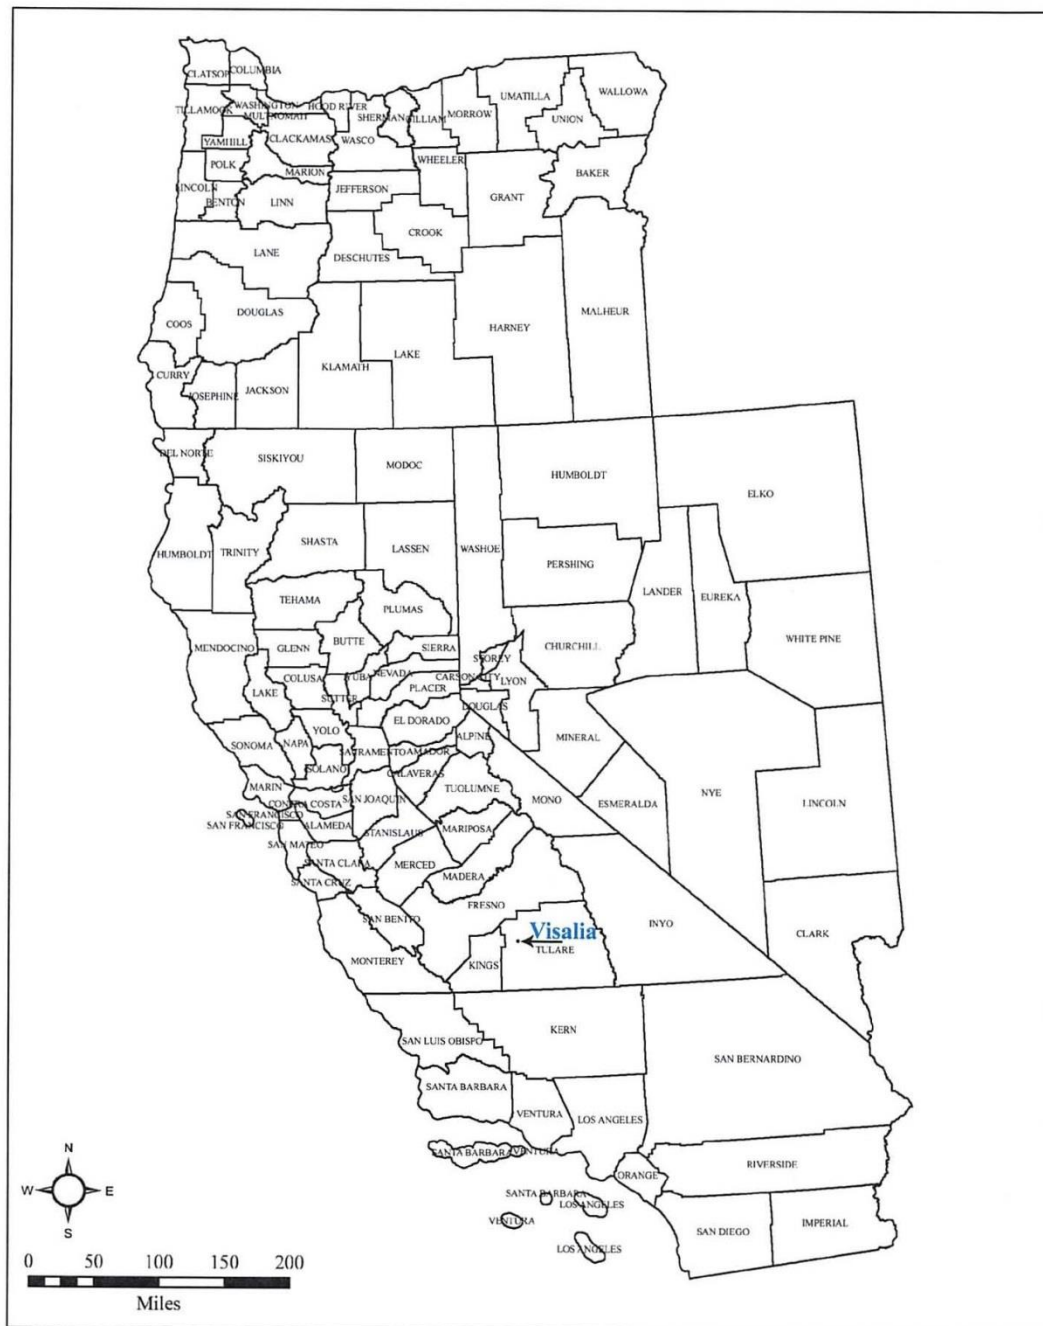 CLATSOP
COLUMBIA
TILLAMOOK
WASHINGTON
MULTNOMAH
HOOD RIVER
SHERMAN
GILLIAM
MORROW
UMATILLA
UNION
WALLOWA
YAMHILL
CLACKAMAS
WASCO
POLK
MARION
WHEELER
BAKER
LINCOLN
BENTON
LINN
JEFFERSON
GRANT
CROOK
LANE
DESCHUTES
COOS
DOUGLAS
HARNEY
MALHEUR
CURRY
JOSEPHINE
JACKSON
KLAMATH
LAKE
DEL NORTE
SISKIYOU
MODOC
HUMBOLDT
ELKO
HUMBOLDT
TRINITY
SHASTA
LASSEN
WASHOE
PERSHING
LANDER
EUREKA
TEHAMA
PLUMAS
WHITE PINE
MENDOCINO
GLENN
BUTTE
SIERRA
STOREY
CHURCHILL
LAKE
COLUSA
YUBA
NEVADA
CARSON CITY
LYON
SUTTER
PLACER
DOUGLAS
SONOMA
NAPA
YOLO
EL DORADO
ALPINE
MINERAL
SACRAMENTO
AMADOR
SOLANO
CALAVERAS
MARIN
CONTRA COSTA
SAN JOAQUIN
TUOLUMNE
MONO
ESMERALDA
NYE
LINCOLN
SAN FRANCISCO
SAN FRANCISCO
ALAMEDA
STANISLAUS
MARIPOSA
SAN MATEO
SANTA CLARA
MERCED
MADERA
SANTA CRUZ
FRESNO
SAN BENITO
INYO
CLARK
Visalia
TULARE
MONTEREY
KINGS
SAN LUIS OBISPO
KERN
SAN BERNARDINO
SANTA BARBARA
VENTURA
LOS ANGELES
SANTA BARBARA
VENTURA
ORANGE
RIVERSIDE
SANTA BARBARA
LOS ANGELES
VENTURA
SAN DIEGO
IMPERIAL
LOS ANGELES
N
W E
S
0 50 100 150 200
Miles